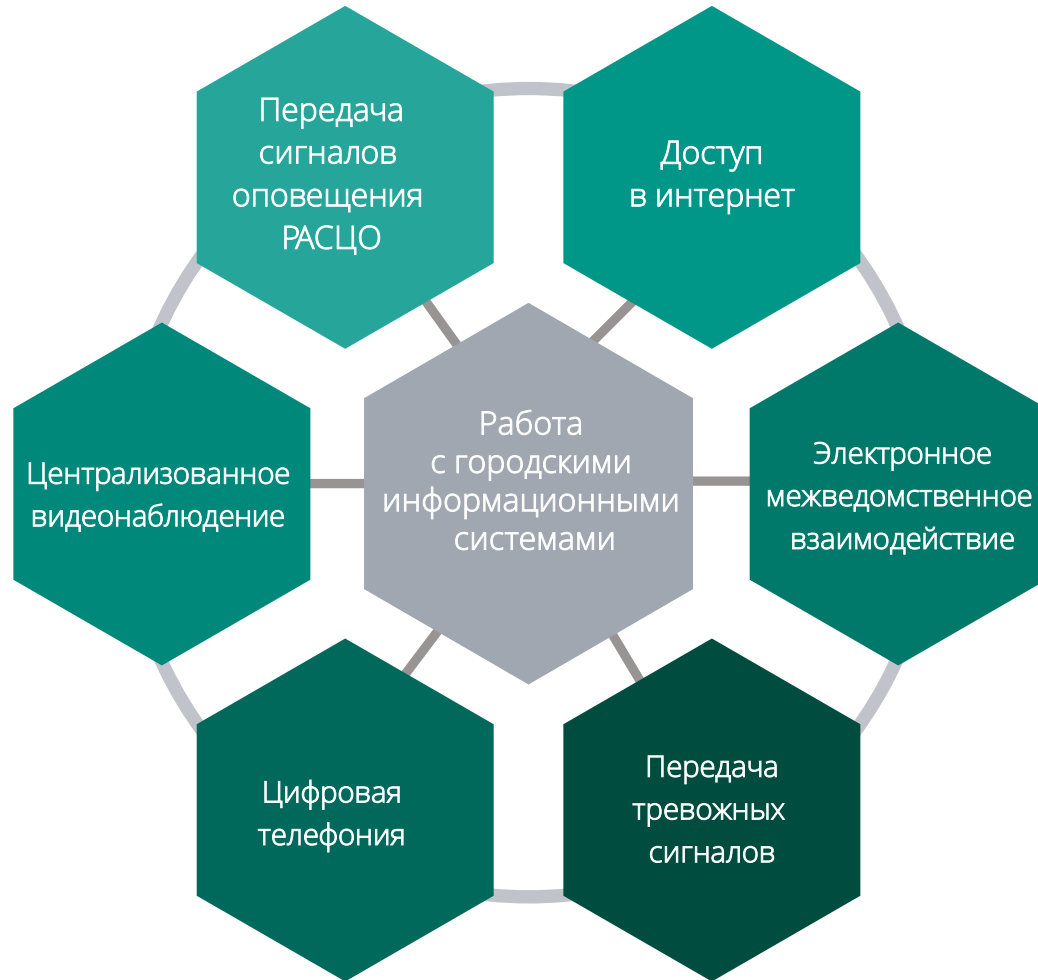 Передача
сигналов
оповещения
РАСЦО
Доступ
в интернет
Централизованное
видеонаблюдение
Работа
с городскими
информационными
системами
Электронное
межведомственное
взаимодействие
Цифровая
телефония
Передача
тревожных
сигналов